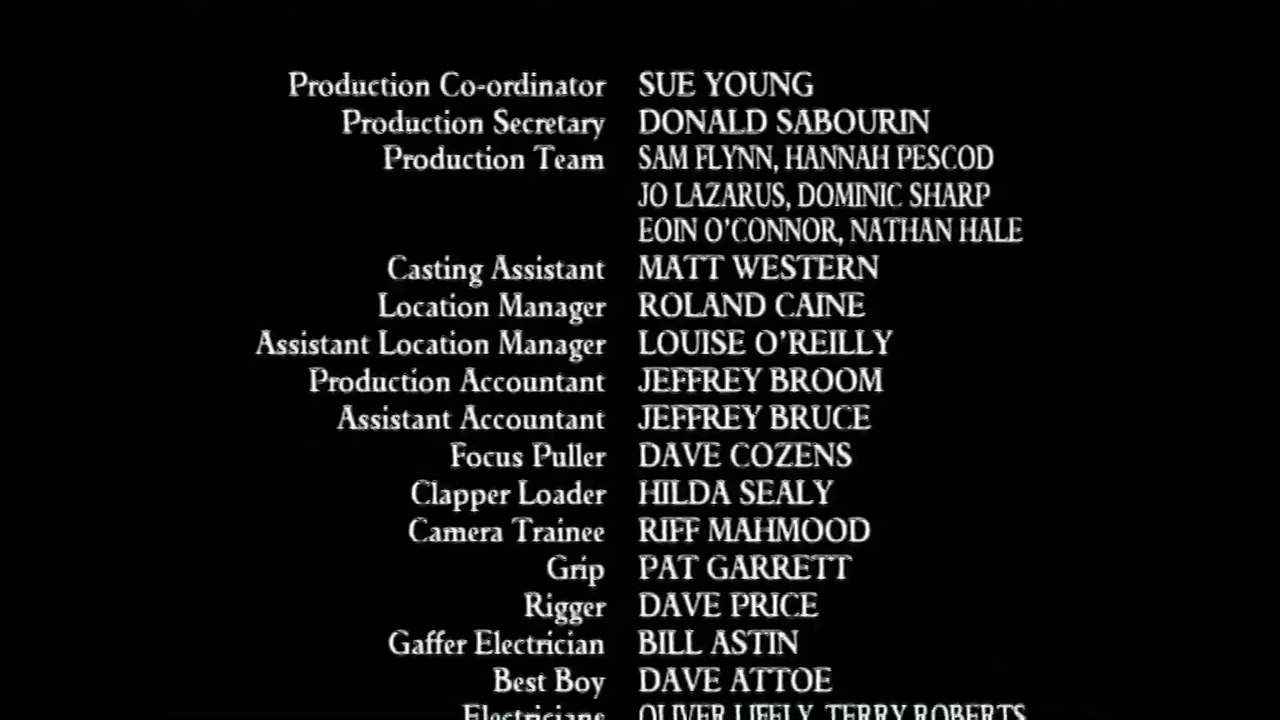 Production Co-ordinator SUE YOUNG
Production Secretary DONALD SABOURIN
Production Team SAM FLYNN, HANNAH PESCOD
JO LAZARUS, DOMINIC SHARP
EOIN O'CONNOR, NATHAN HALE
Casting Assistant MATT WESTERN
Location Manager ROLAND CAINE
Assistant Location Manager LOUISE O'REILLY
Production Accountant JEFFREY BROOM
Assistant Accountant JEFFREY BRUCE
Focus Puller DAVE COZENS
Clapper Loader HILDA SEALY
Camera Trainee RIFF MAHMOOD
Grip PAT GARRETT
Rigger DAVE PRICE
Gaffer Electrician BILL ASTIN
Best Boy DAVE ATTOE
Electricians OLIVER TERRY ROBERTS